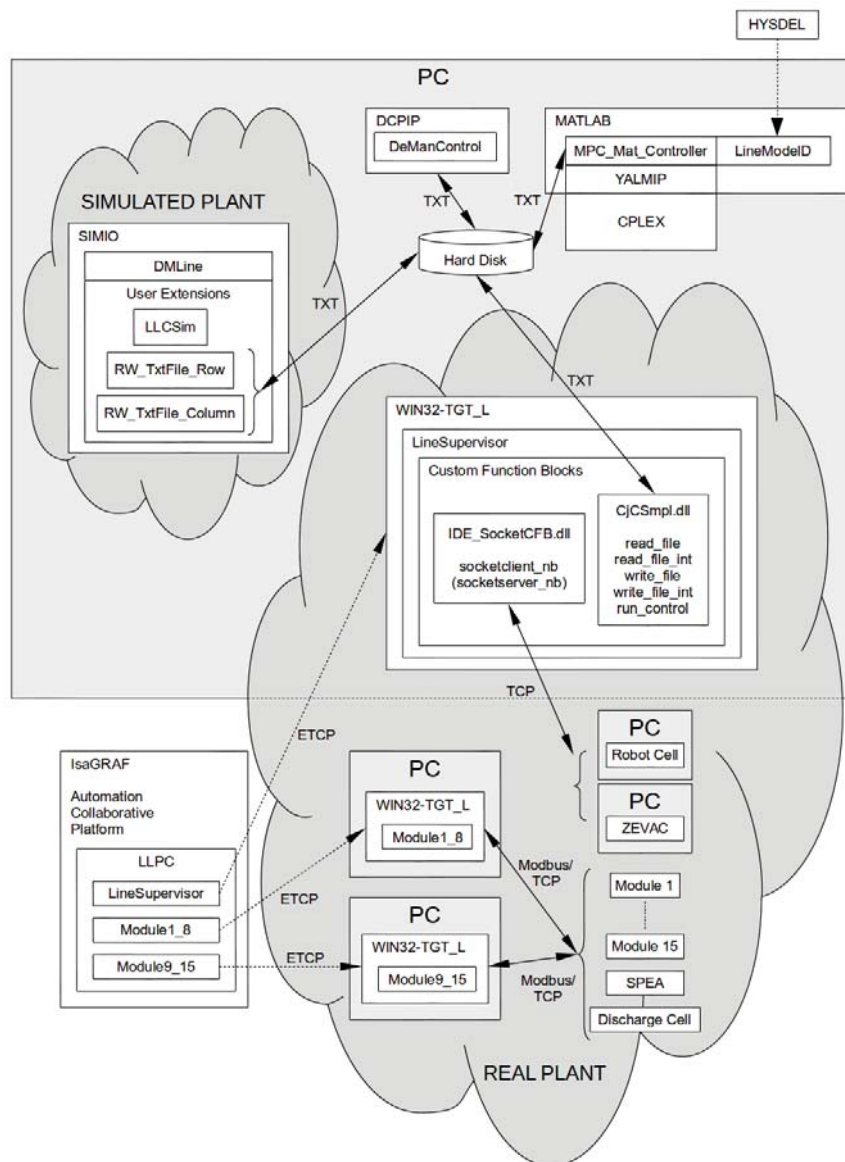 HYSDEL
PC
DCPIP
DeManControl
MATLAB
MPC_Mat_Controller
LineModelD
YALMIP
CPLEX
TXT
TXT
SIMULATED PLANT
SIMIO
DMLine
User Extensions
LLCSim
RW_TxtFile_Row
RW_TxtFile_Column
Hard Disk
TXT
TXT
WIN32-TGT_L
LineSupervisor
Custom Function Blocks
IDE_SocketCFB.dll
socketclient_nb
(socketserver_nb)
CjCSmpl.dll
read_file
read_file_int
write_file
write_file_int
run_control
TCP
ETCP
IsaGRAF
Automation
Collaborative
Platform
LLPC
LineSupervisor
Module1_8
Module9_15
ETCP
ETCP
PC
WIN32-TGT_L
Module1_8
PC
WIN32-TGT_L
Module9_15
Modbus/
TCP
Modbus/
TCP
PC
Robot Cell
PC
ZEVAC
Module 1
Module 15
SPEA
Discharge Cell
REAL PLANT